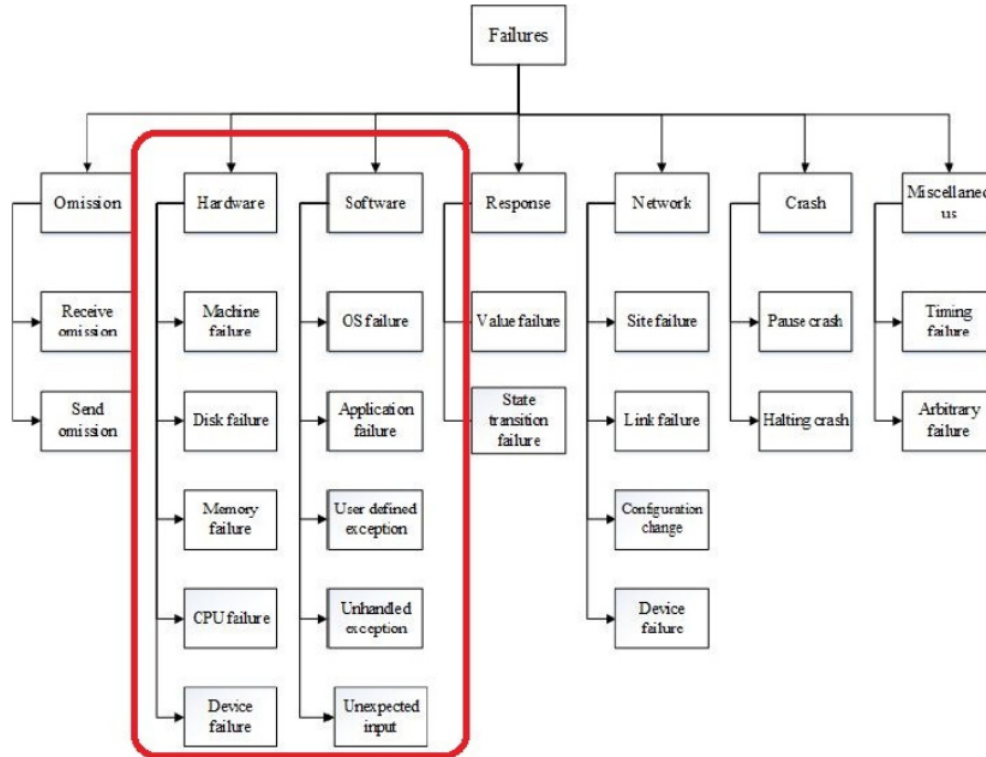 Failures
Omission
Hardware
Software
Response
Network
Crash
Miscellaneo
us
Receive
omission
Machine
failure
OS failure
Value failure
Site failure
Pause crash
Timing
failure
Send
omission
Disk failure
Application
failure
State
transition
failure
Link failure
Halting crash
Arbitrary
failure
Memory
failure
User defined
exception
Configuration
change
CPU failure
Unhandled
exception
Device
failure
Device
failure
Unexpected
input